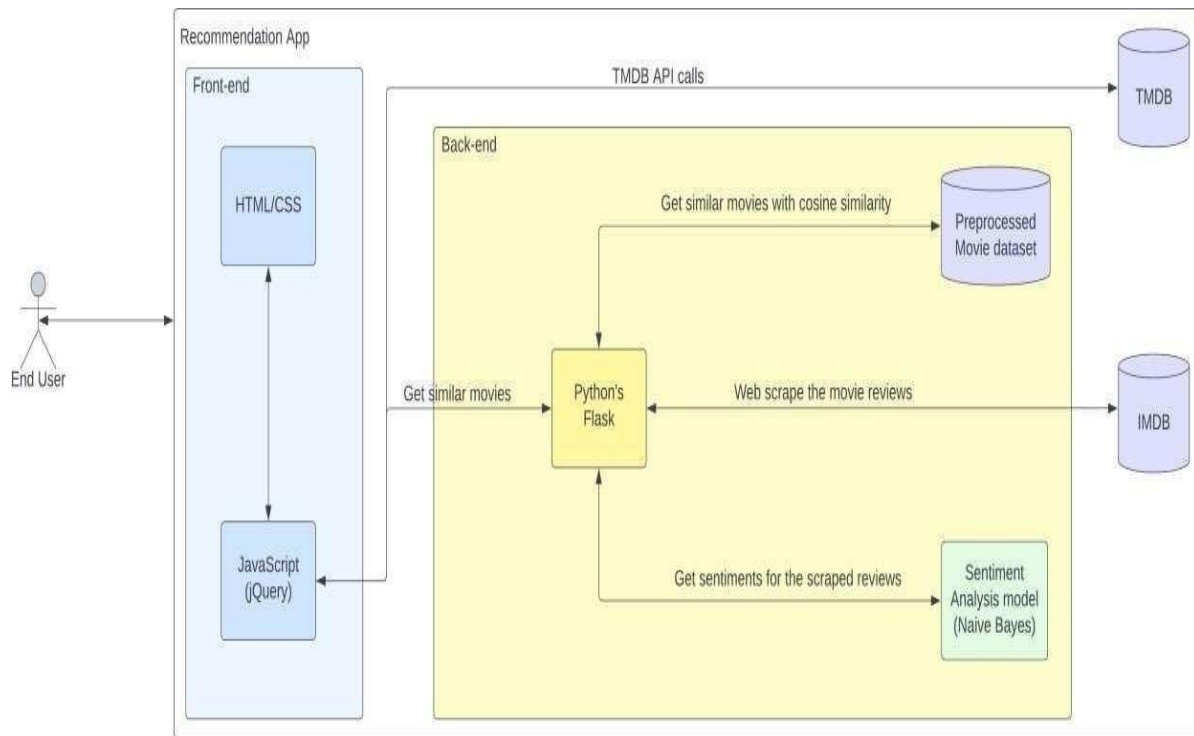 Recommendation App
Front-end
TMDB API calls
TMDB
Back-end
HTML/CSS
Get similar movies with cosine similarity
Preprocessed
Movie dataset
End User
Get similar movies
Python's
Flask
Web scrape the movie reviews
IMDB
JavaScript
(jQuery)
Get sentiments for the scraped reviews
Sentiment
Analysis model
(Naive Bayes)